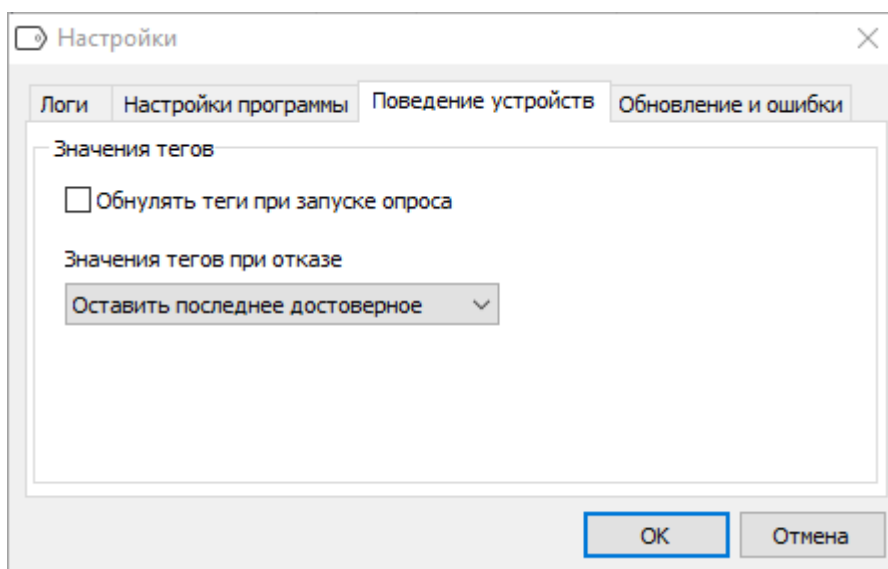 Настройки
Логи Настройки программы Поведение устройств Обновление и ошибки
Значения тегов
Обнулять теги при запуске опроса
Значения тегов при отказе
Оставить последнее достоверное
OK Отмена